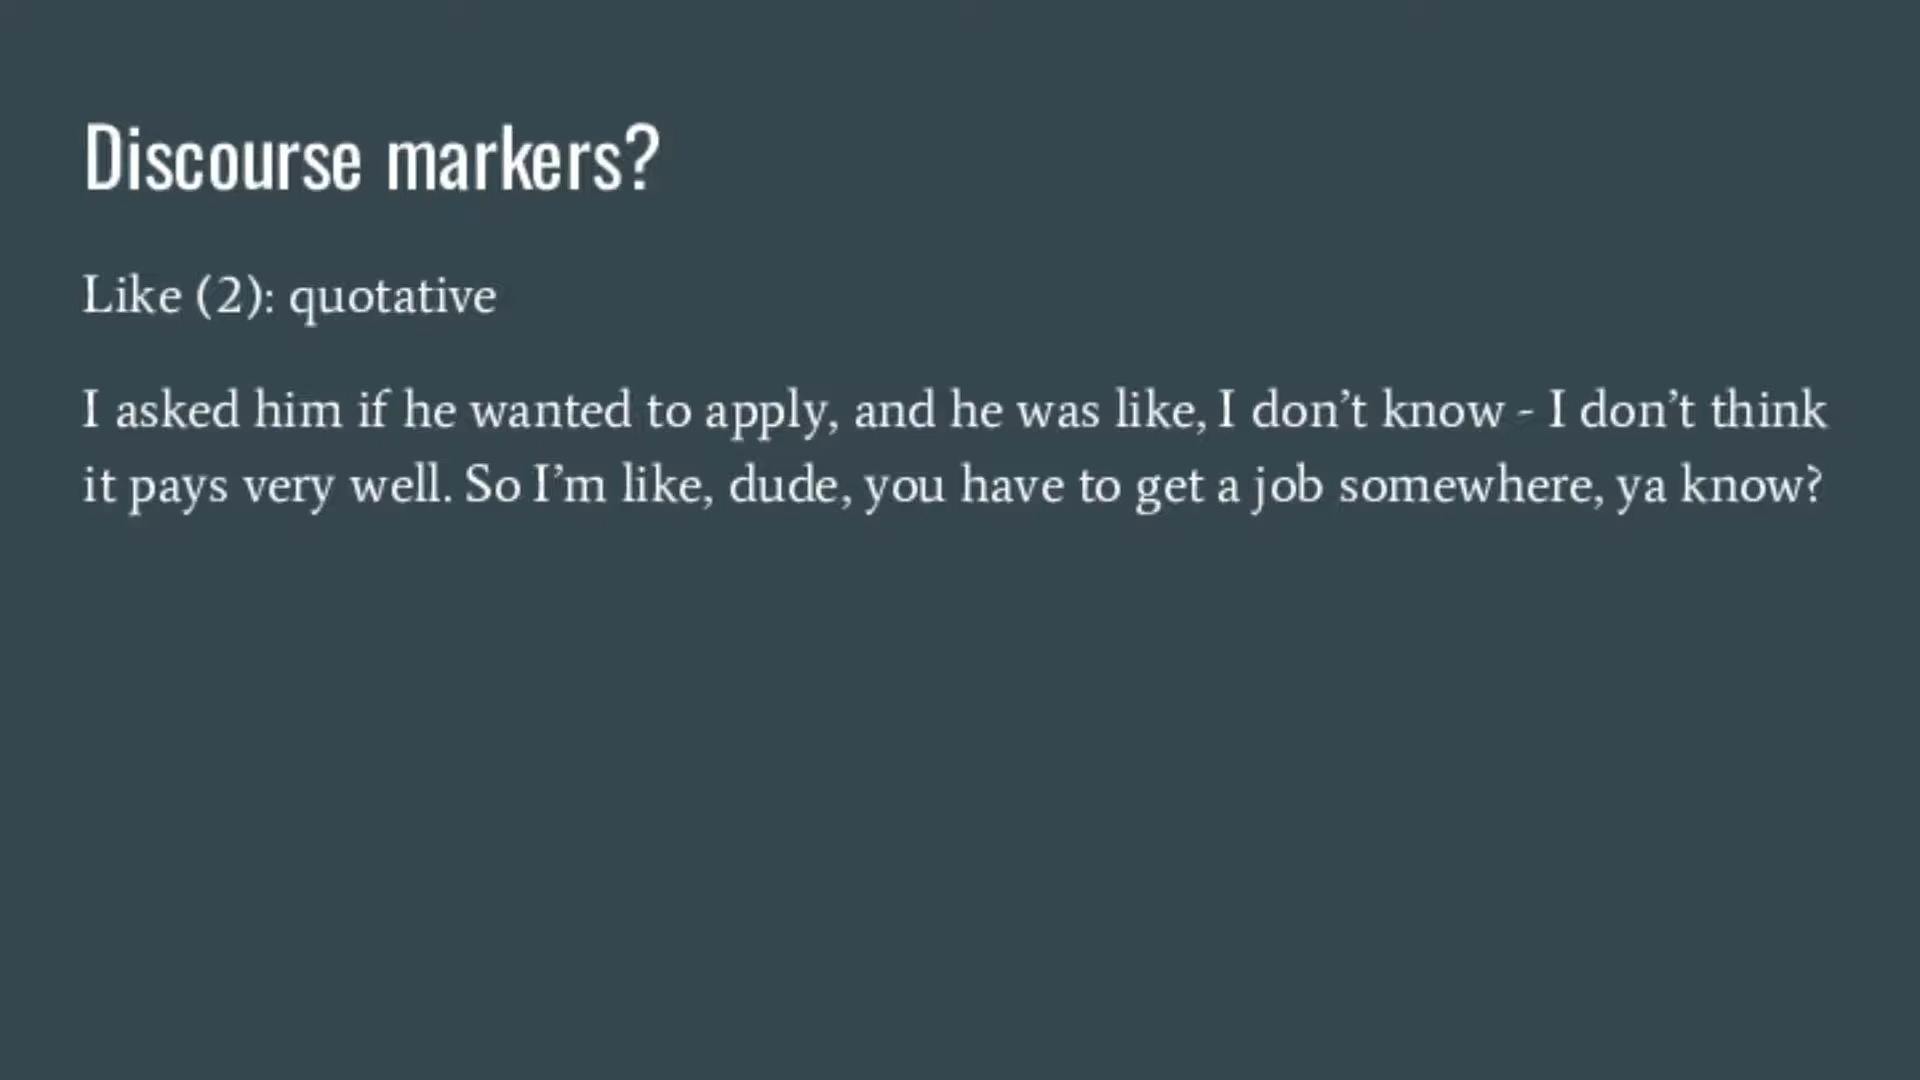 Discourse markers?
Like (2): quotative
I asked him if he wanted to apply, and he was like, I don’t know - I don’t think
it pays very well. So I’m like, dude, you have to get a job somewhere, ya know?